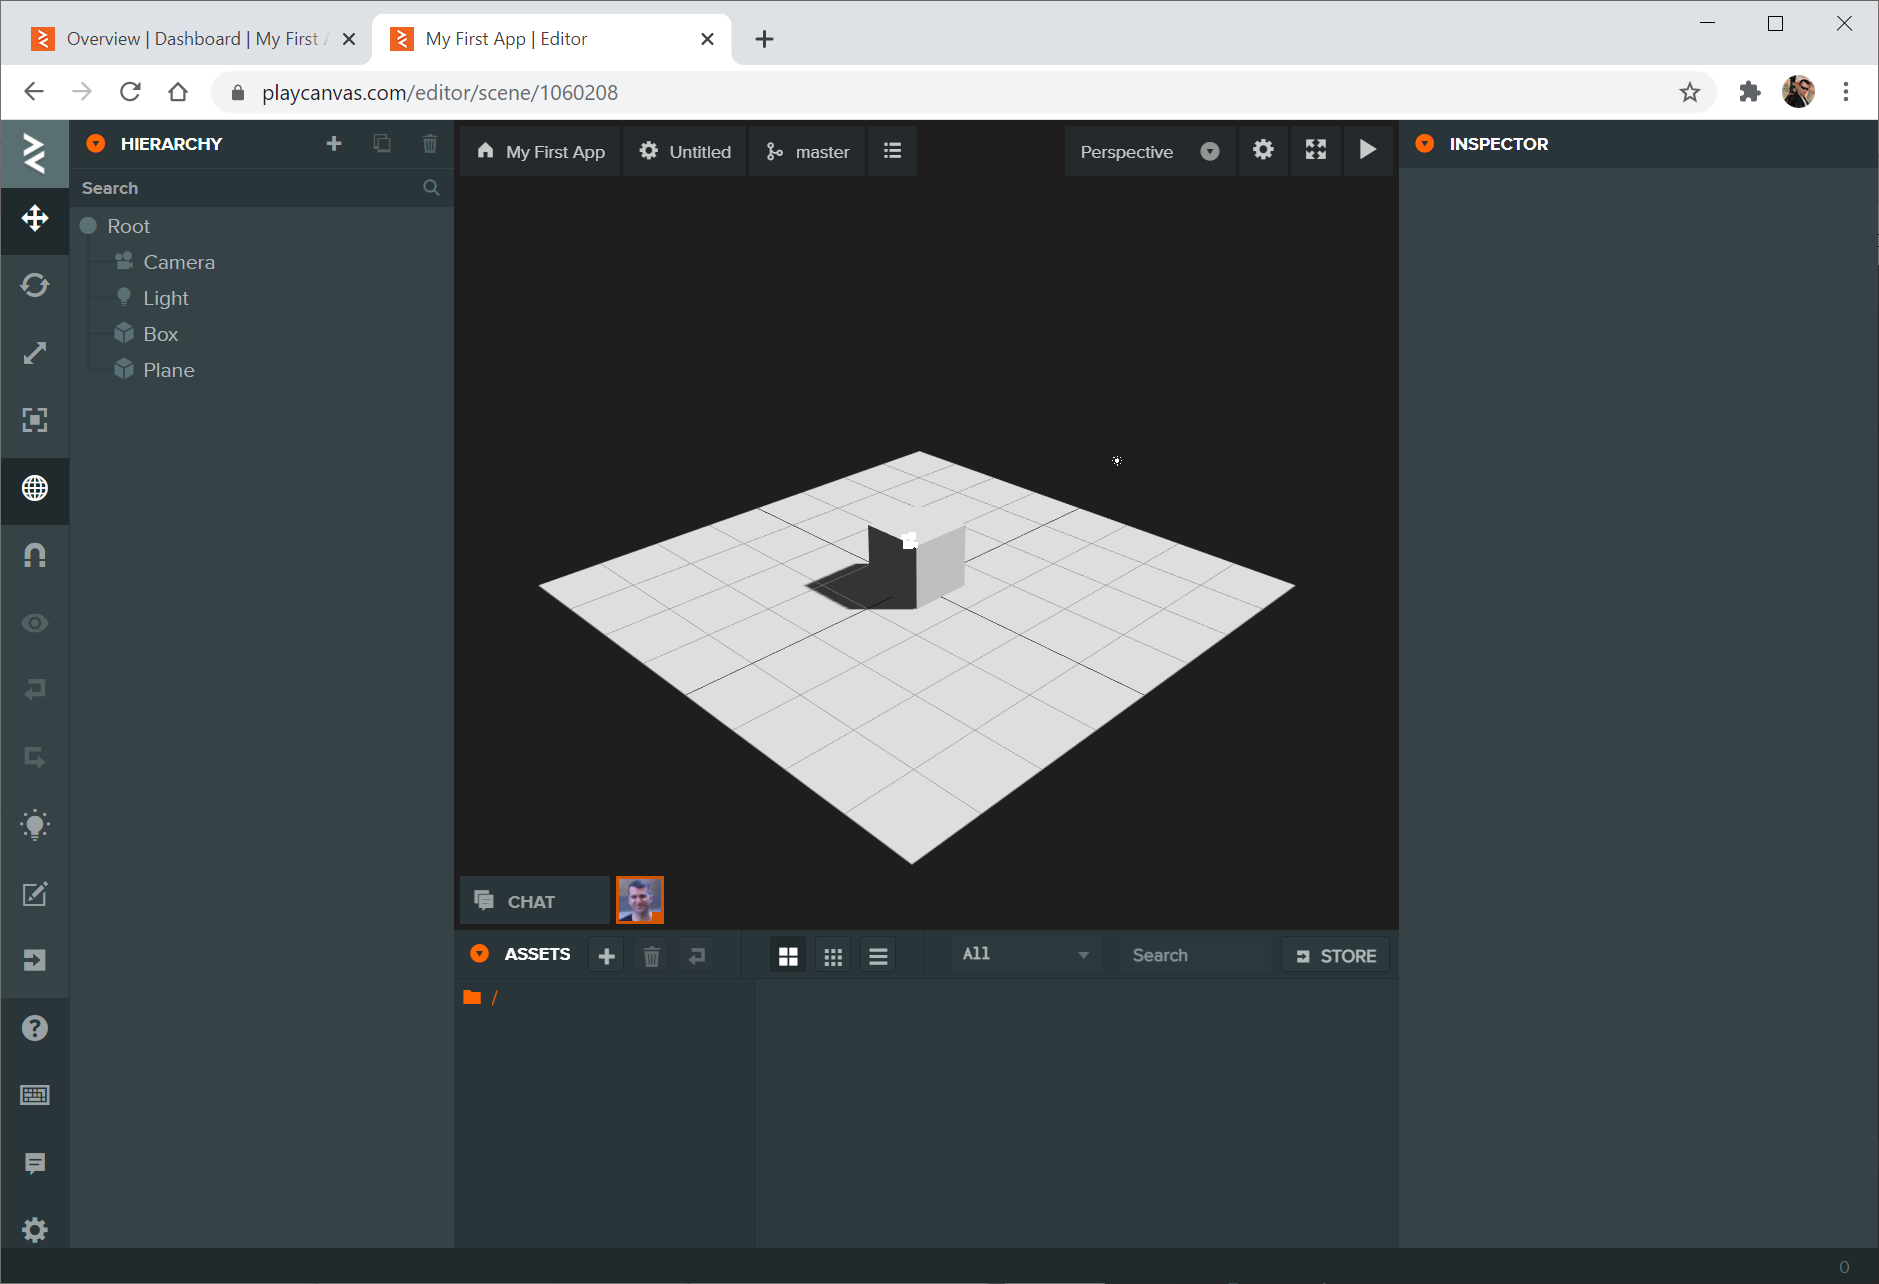 Overview | Dashboard | My First
My First App | Editor
playcanvas.com/editor/scene/1060208
HIERARCHY
Search
Root
Camera
Light
Box
Plane
My First App
Untitled
master
Perspective
INSPECTOR
CHAT
ASSETS
All
Search
STORE
/
0